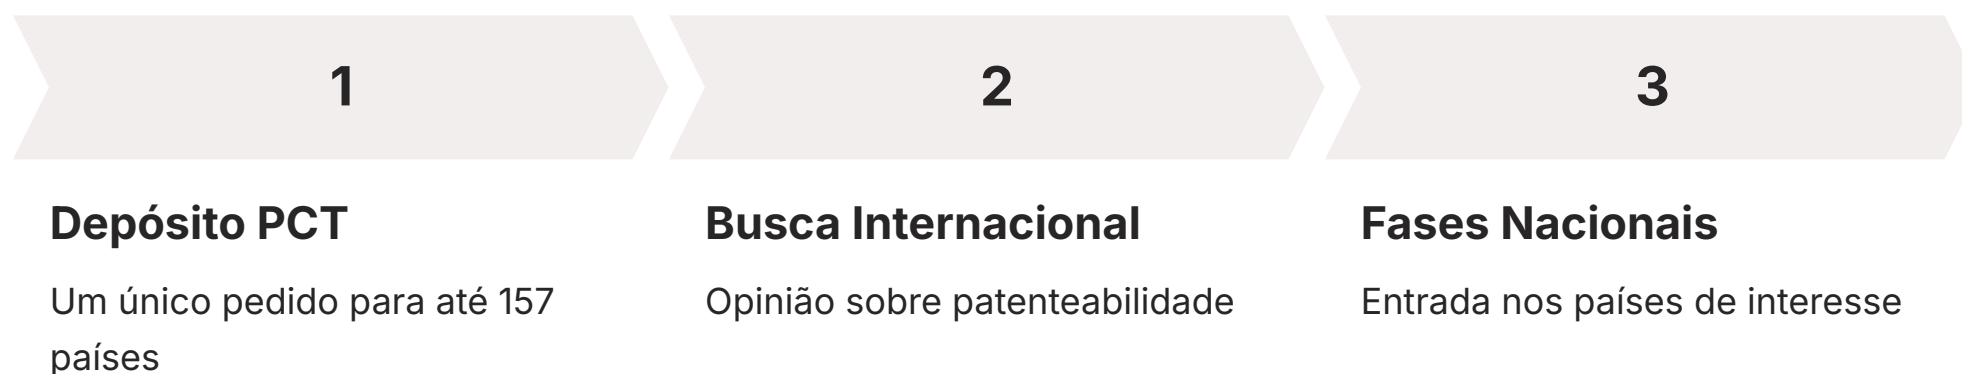 1
2
3
Depósito PCT
Um único pedido para até 157
países
Busca Internacional
Opinião sobre patenteabilidade
Fases Nacionais
Entrada nos países de interesse